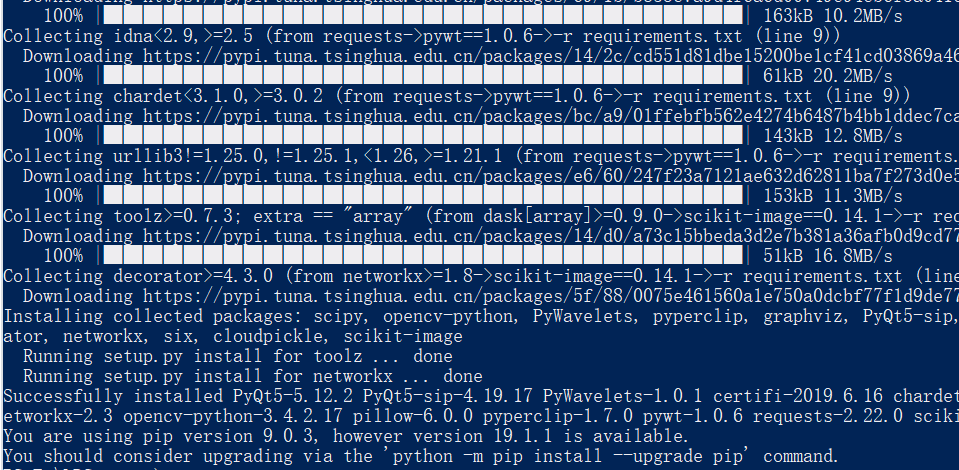 100% 163kB 10.2MB/s
Collecting idna<2.9,>=2.5 (from requests->pywt==1.0.6->-r requirements.txt (line 9))
Downloading https://pypi.tuna.tsinghua.edu.cn/packages/14/2c/cd551d81dbe15200be1cf41cd03869a46
100% 61kB 20.2MB/s
Collecting chardet<3.1.0,>=3.0.2 (from requests->pywt==1.0.6->-r requirements.txt (line 9))
Downloading https://pypi.tuna.tsinghua.edu.cn/packages/bc/a9/01ffebfb562e4274b6487b4bb1ddec7ca
100% 143kB 12.8MB/s
Collecting urllib3!=1.25.0,!=1.25.1,<1.26,>=1.21.1 (from requests->pywt==1.0.6->-r requirements.
Downloading https://pypi.tuna.tsinghua.edu.cn/packages/e6/60/247f23a7121ae632d62811ba7f273d0e5
100% 153kB 11.3MB/s
Collecting toolz>=0.7.3; extra == "array" (from dask[array]>=0.9.0->scikit-image==0.14.1->-r req
Downloading https://pypi.tuna.tsinghua.edu.cn/packages/14/d0/a73c15bbeda3d2e7b381a36afb0d9cd77
100% 51kB 16.8MB/s
Collecting decorator>=4.3.0 (from networkx>=1.8->scikit-image==0.14.1->-r requirements.txt (line
Downloading https://pypi.tuna.tsinghua.edu.cn/packages/5f/88/0075e461560a1e750a0dcbf77f1d9de77
Installing collected packages: scipy, opencv-python, PyWavelets, pyperclip, graphviz, PyQt5-sip,
ator, networkx, six, cloudpickle, scikit-image
Running setup.py install for toolz ... done
Running setup.py install for networkx ... done
Successfully installed PyQt5-5.12.2 PyQt5-sip-4.19.17 PyWavelets-1.0.1 certifi-2019.6.16 chardet
etworkx-2.3 opencv-python-3.4.2.17 pillow-6.0.0 pyperclip-1.7.0 pywt-1.0.6 requests-2.22.0 sciki
You are using pip version 9.0.3, however version 19.1.1 is available.
You should consider upgrading via the 'python -m pip install --upgrade pip' command.